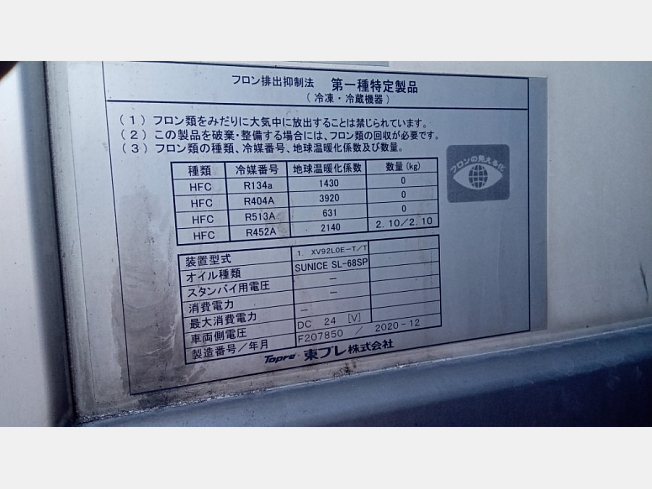 フロン排出抑制法 第一種特定製品
(冷凍・冷蔵機器)
(1) フロン類をみだりに大気中に放出することは禁じられています。
(2) この製品を廃棄・整備する場合には、フロン類の回収が必要です。
(3) フロン類の種類、冷媒番号、地球温暖化係数及び数量。
フロンの見える化
種類 冷媒番号 地球温暖化係数 数量(kg)
HFC R134a 1430 0
HFC R404A 3920 0
HFC R513A 631 0
HFC R452A 2140 2.10/2.10
装置型式 1. XV92L0E-T/T
オイル種類 SUNICE SL-68SP
スタンバイ用電圧 —
消費電力 —
最大消費電力 —
車両側電圧 DC 24 [V]
製造番号/年月 F207850 / 2020-12
Topre 東プレ株式会社